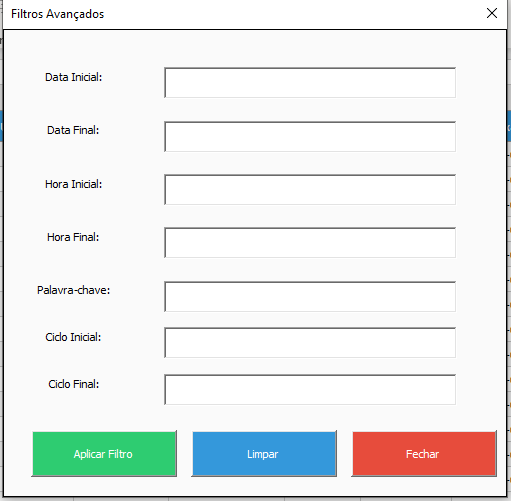 Filtros Avançados
Data Inicial:
Data Final:
Hora Inicial:
Hora Final:
Palavra-chave:
Ciclo Inicial:
Ciclo Final:
Aplicar Filtro
Limpar
Fechar